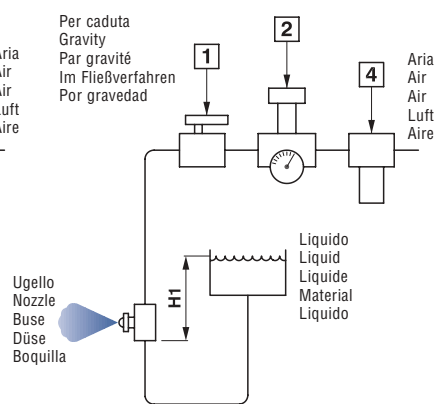 Per caduta
Gravity
Par gravité
Im Fließverfahren
Por gravedad
1
2
4
Aria
Air
Air
Luft
Aire
Aria
Air
Air
Luft
Aire
Liquido
Liquid
Liquide
Material
Liquido
H1
Ugello
Nozzle
Buse
Düse
Boquilla